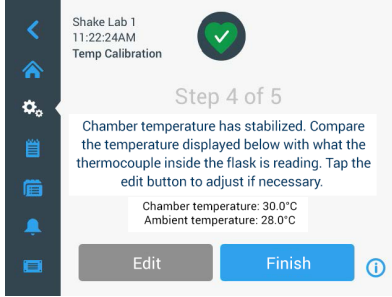 Shake Lab 1
11:22:24AM
Temp Calibration
Step 4 of 5
Chamber temperature has stabilized. Compare
the temperature displayed below with what the
thermocouple inside the flask is reading. Tap the
edit button to adjust if necessary.
Chamber temperature: 30.0°C
Ambient temperature: 28.0°C
Edit
Finish